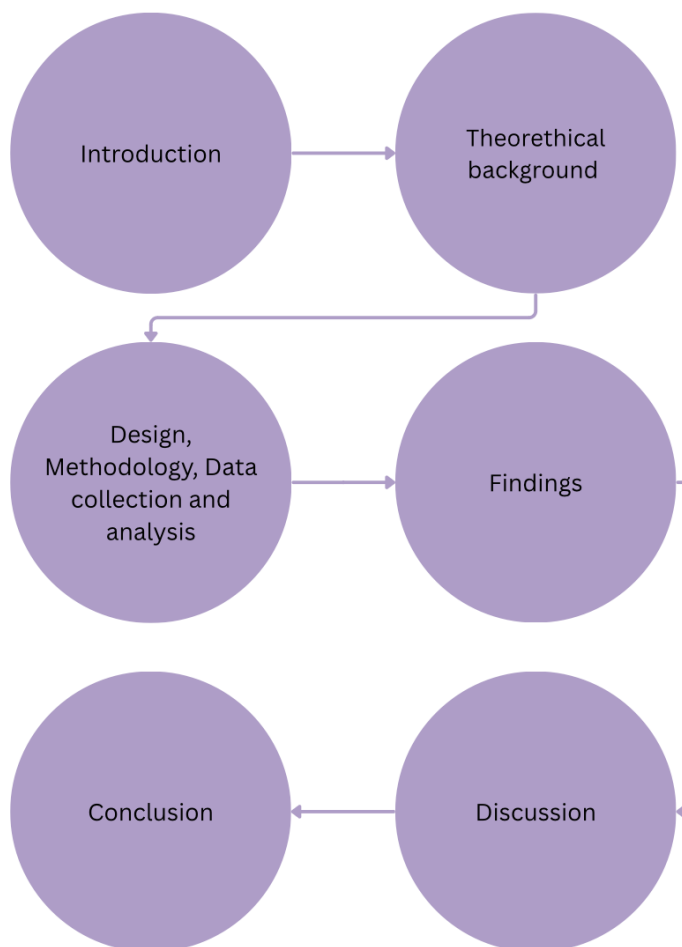 Introduction
Theorethical
background
Design,
Methodology, Data
collection and
analysis
Findings
Conclusion
Discussion